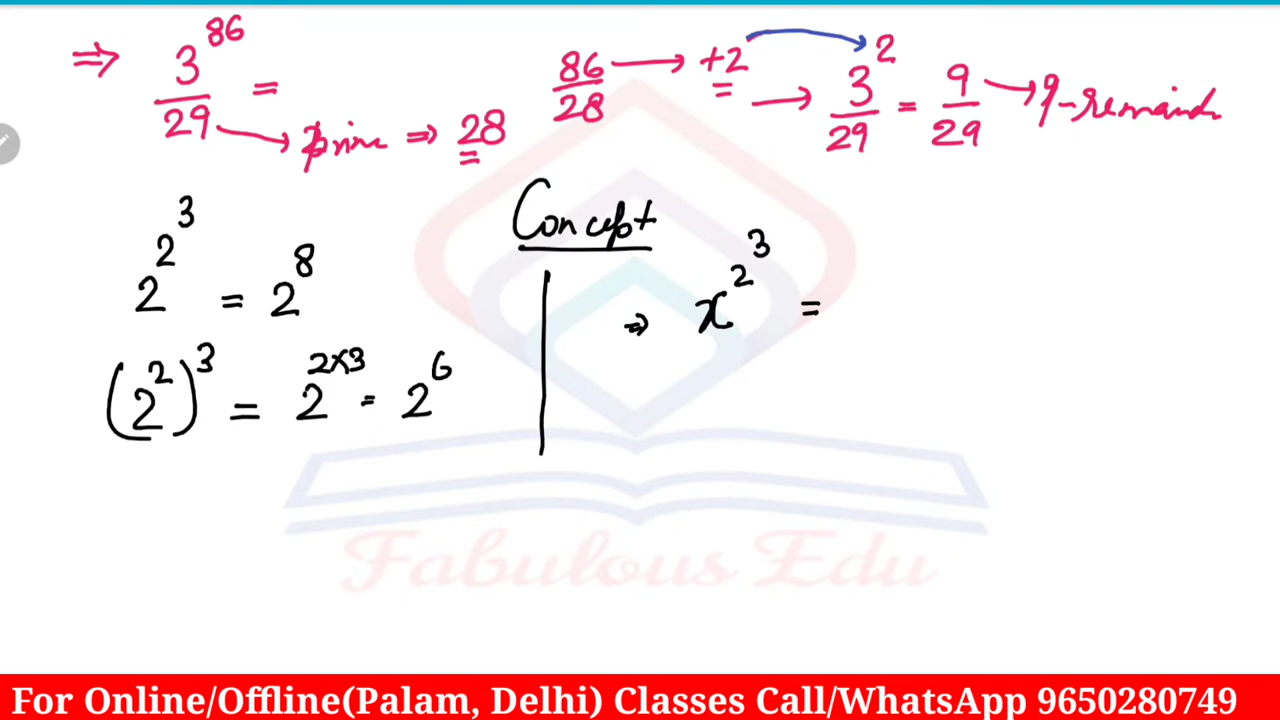 ⇒ 3^86/29 = 86/28 → +2 → 3^2/29 = 9/29 → 9-remaind
→ prime ⇒ 28
Concept
2^2^3 = 2^8
⇒ x^2^3 =
(2^2)^3 = 2^2×3 = 2^6
Fabulous Edu
For Online/Offline(Palam, Delhi) Classes Call/WhatsApp 9650280749